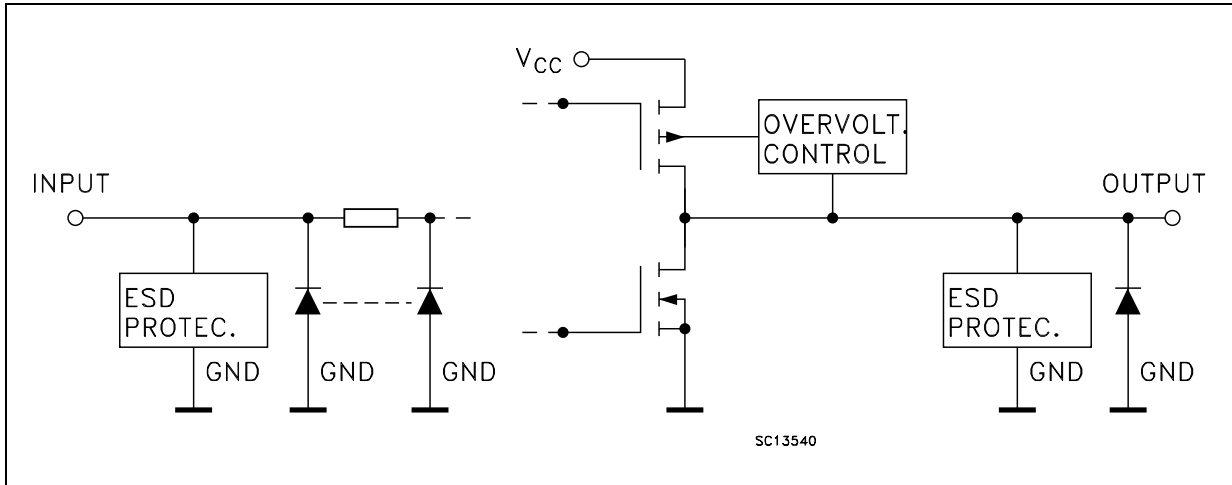 VCC
OVERVOLT.
CONTROL
INPUT
OUTPUT
ESD
PROTEC.
GND
GND
GND
ESD
PROTEC.
GND
GND
SC13540